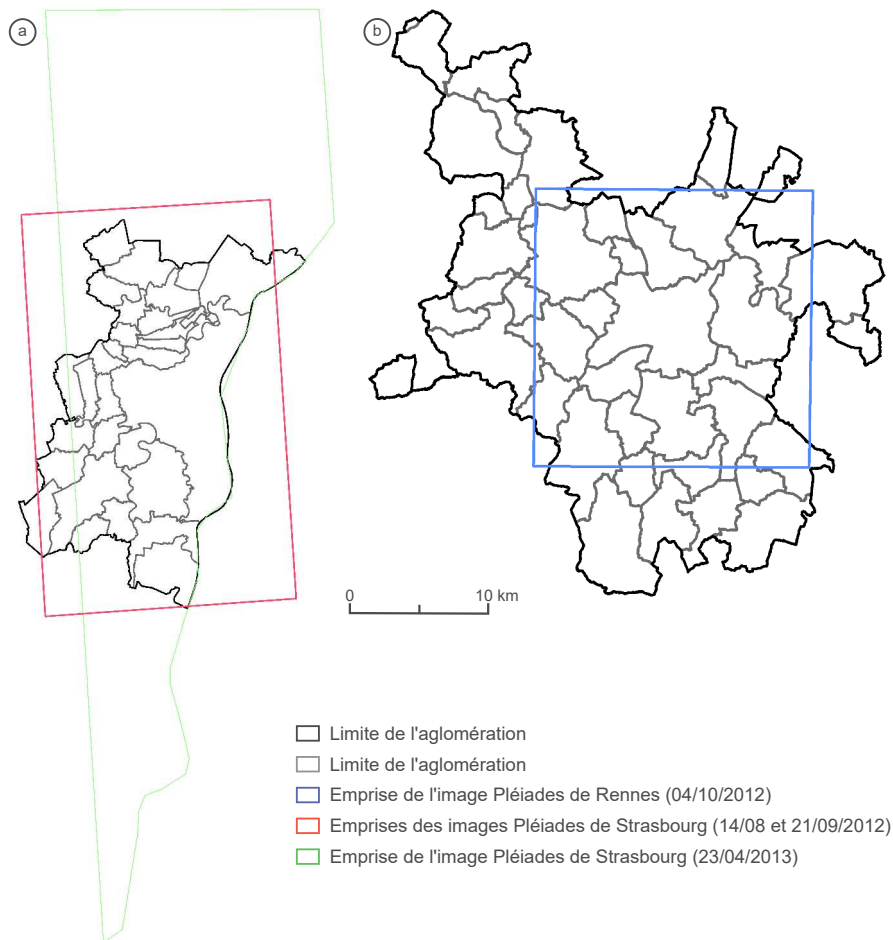 a
b
0 10 km
Limite de l'aglomération
Limite de l'aglomération
Emprise de l'image Pléiades de Rennes (04/10/2012)
Emprises des images Pléiades de Strasbourg (14/08 et 21/09/2012)
Emprise de l'image Pléiades de Strasbourg (23/04/2013)